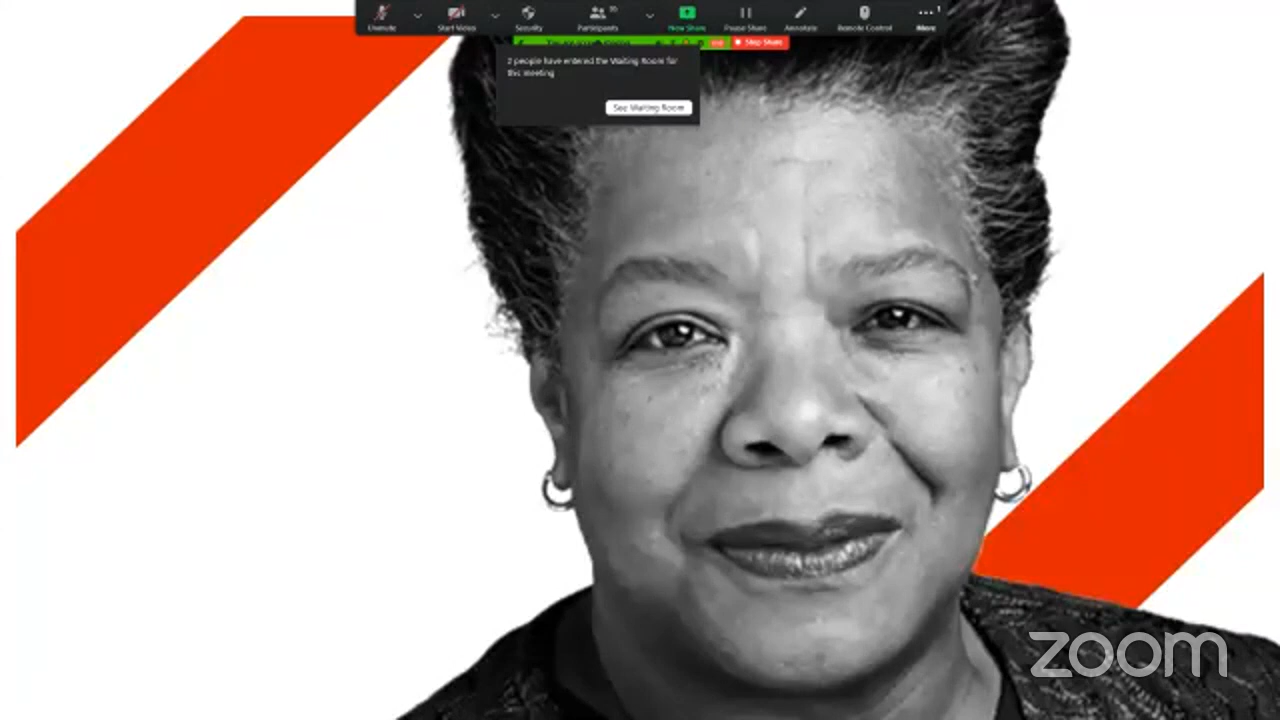 Unmute
Start Video
Security
Participants
New Share
Pause Share
Annotate
Remote Control
More
Stop Share
2 people have entered the Waiting Room for
this meeting
See Waiting Room
zoom